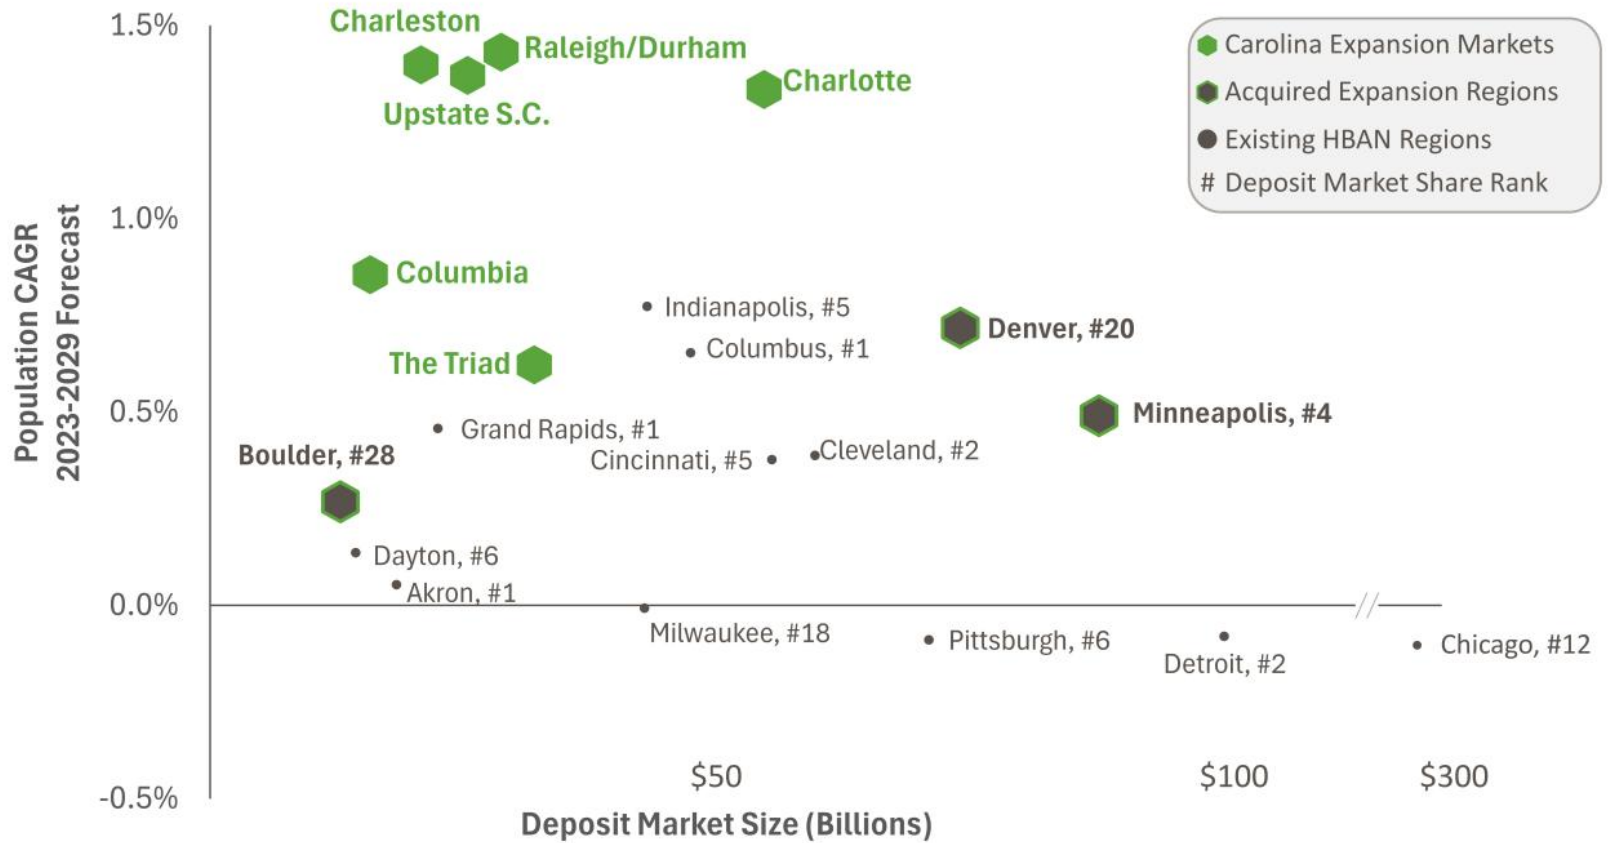 Charleston
1.5%
Raleigh/Durham
Charlotte
Upstate S.C.
Carolina Expansion Markets
Acquired Expansion Regions
Existing HBAN Regions
# Deposit Market Share Rank
Population CAGR
2023-2029 Forecast
1.0%
Columbia
Indianapolis, #5
Denver, #20
Columbus, #1
The Triad
0.5%
Minneapolis, #4
Grand Rapids, #1
Boulder, #28
Cincinnati, #5
Cleveland, #2
Dayton, #6
Akron, #1
0.0%
Milwaukee, #18
Pittsburgh, #6
Detroit, #2
Chicago, #12
$50
$100
$300
-0.5%
Deposit Market Size (Billions)